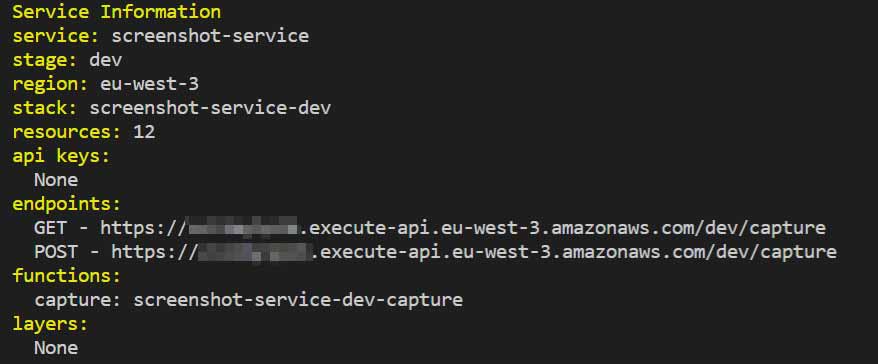 Service Information
service: screenshot-service
stage: dev
region: eu-west-3
stack: screenshot-service-dev
resources: 12
api keys:
  None
endpoints:
  GET - https://.execute-api.eu-west-3.amazonaws.com/dev/capture
  POST - https://.execute-api.eu-west-3.amazonaws.com/dev/capture
functions:
  capture: screenshot-service-dev-capture
layers:
  None